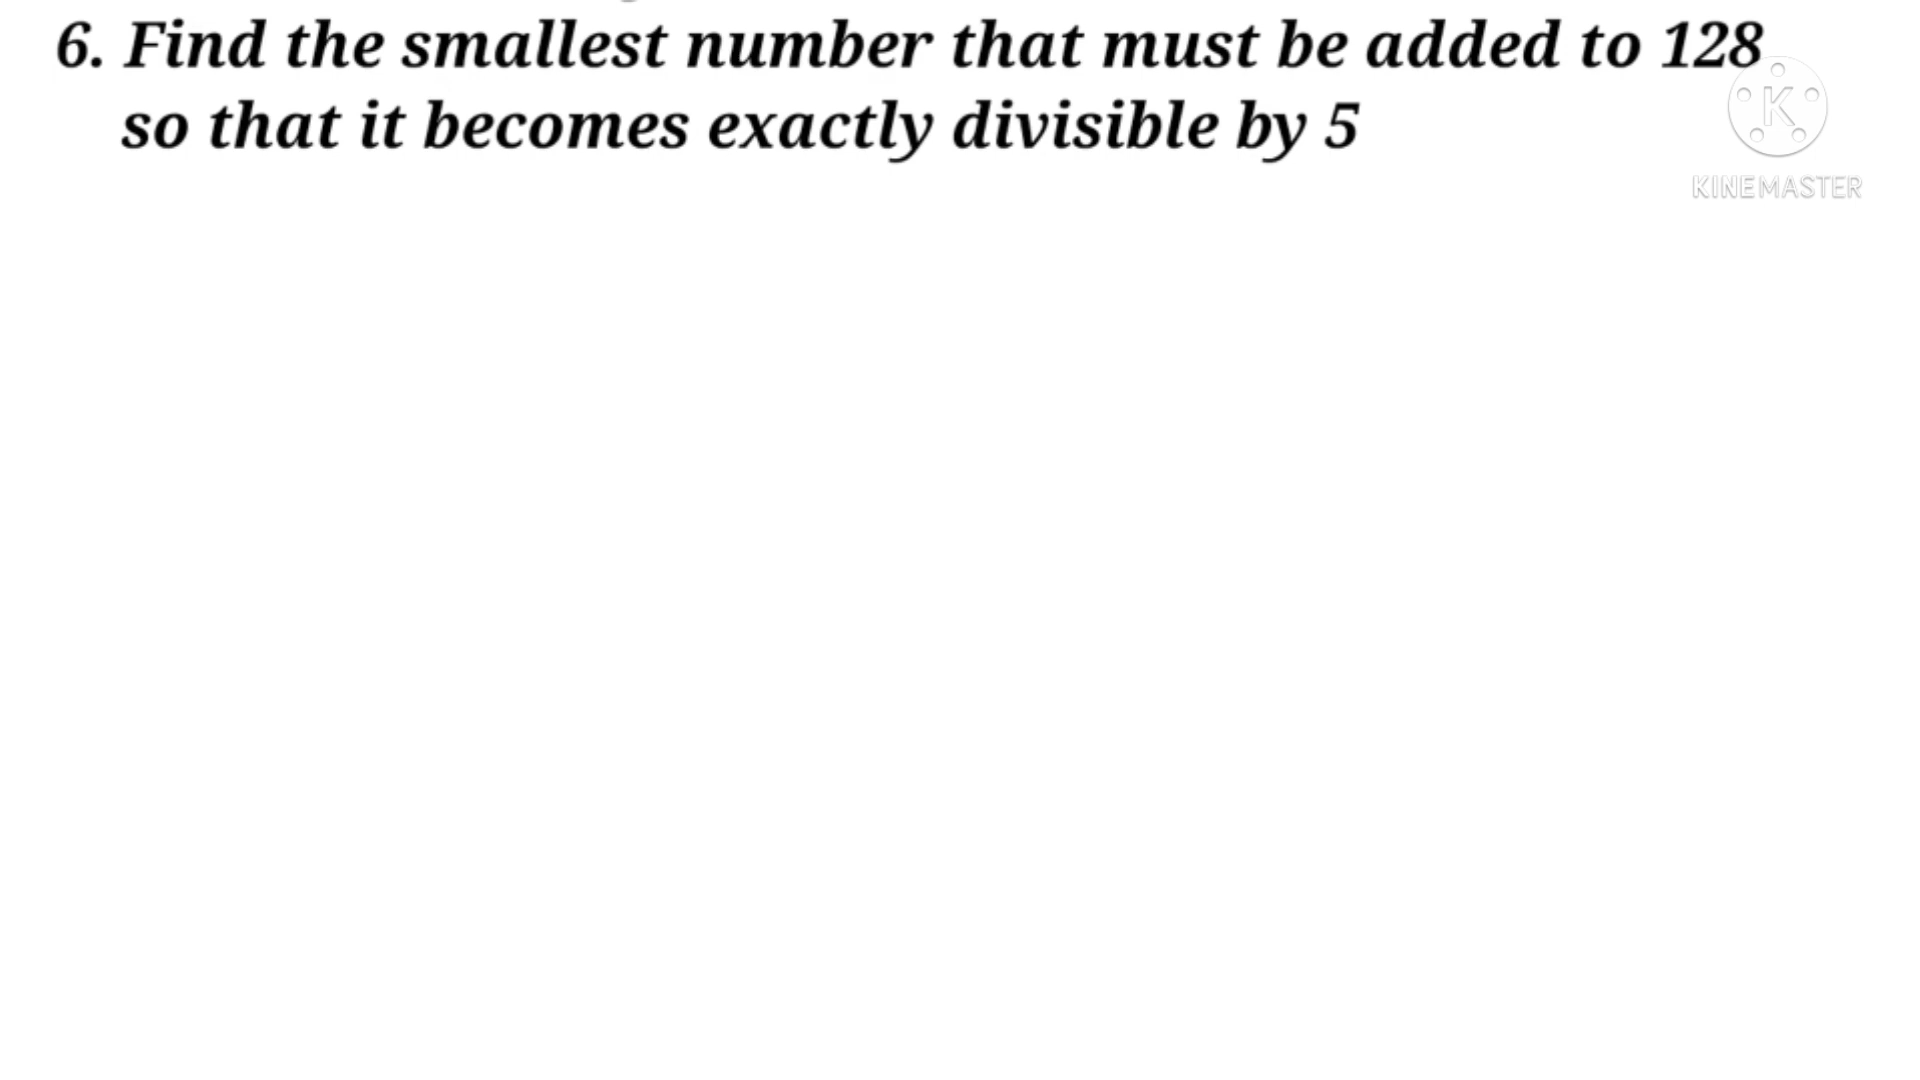 6. Find the smallest number that must be added to 128
so that it becomes exactly divisible by 5
K
KINEMASTER